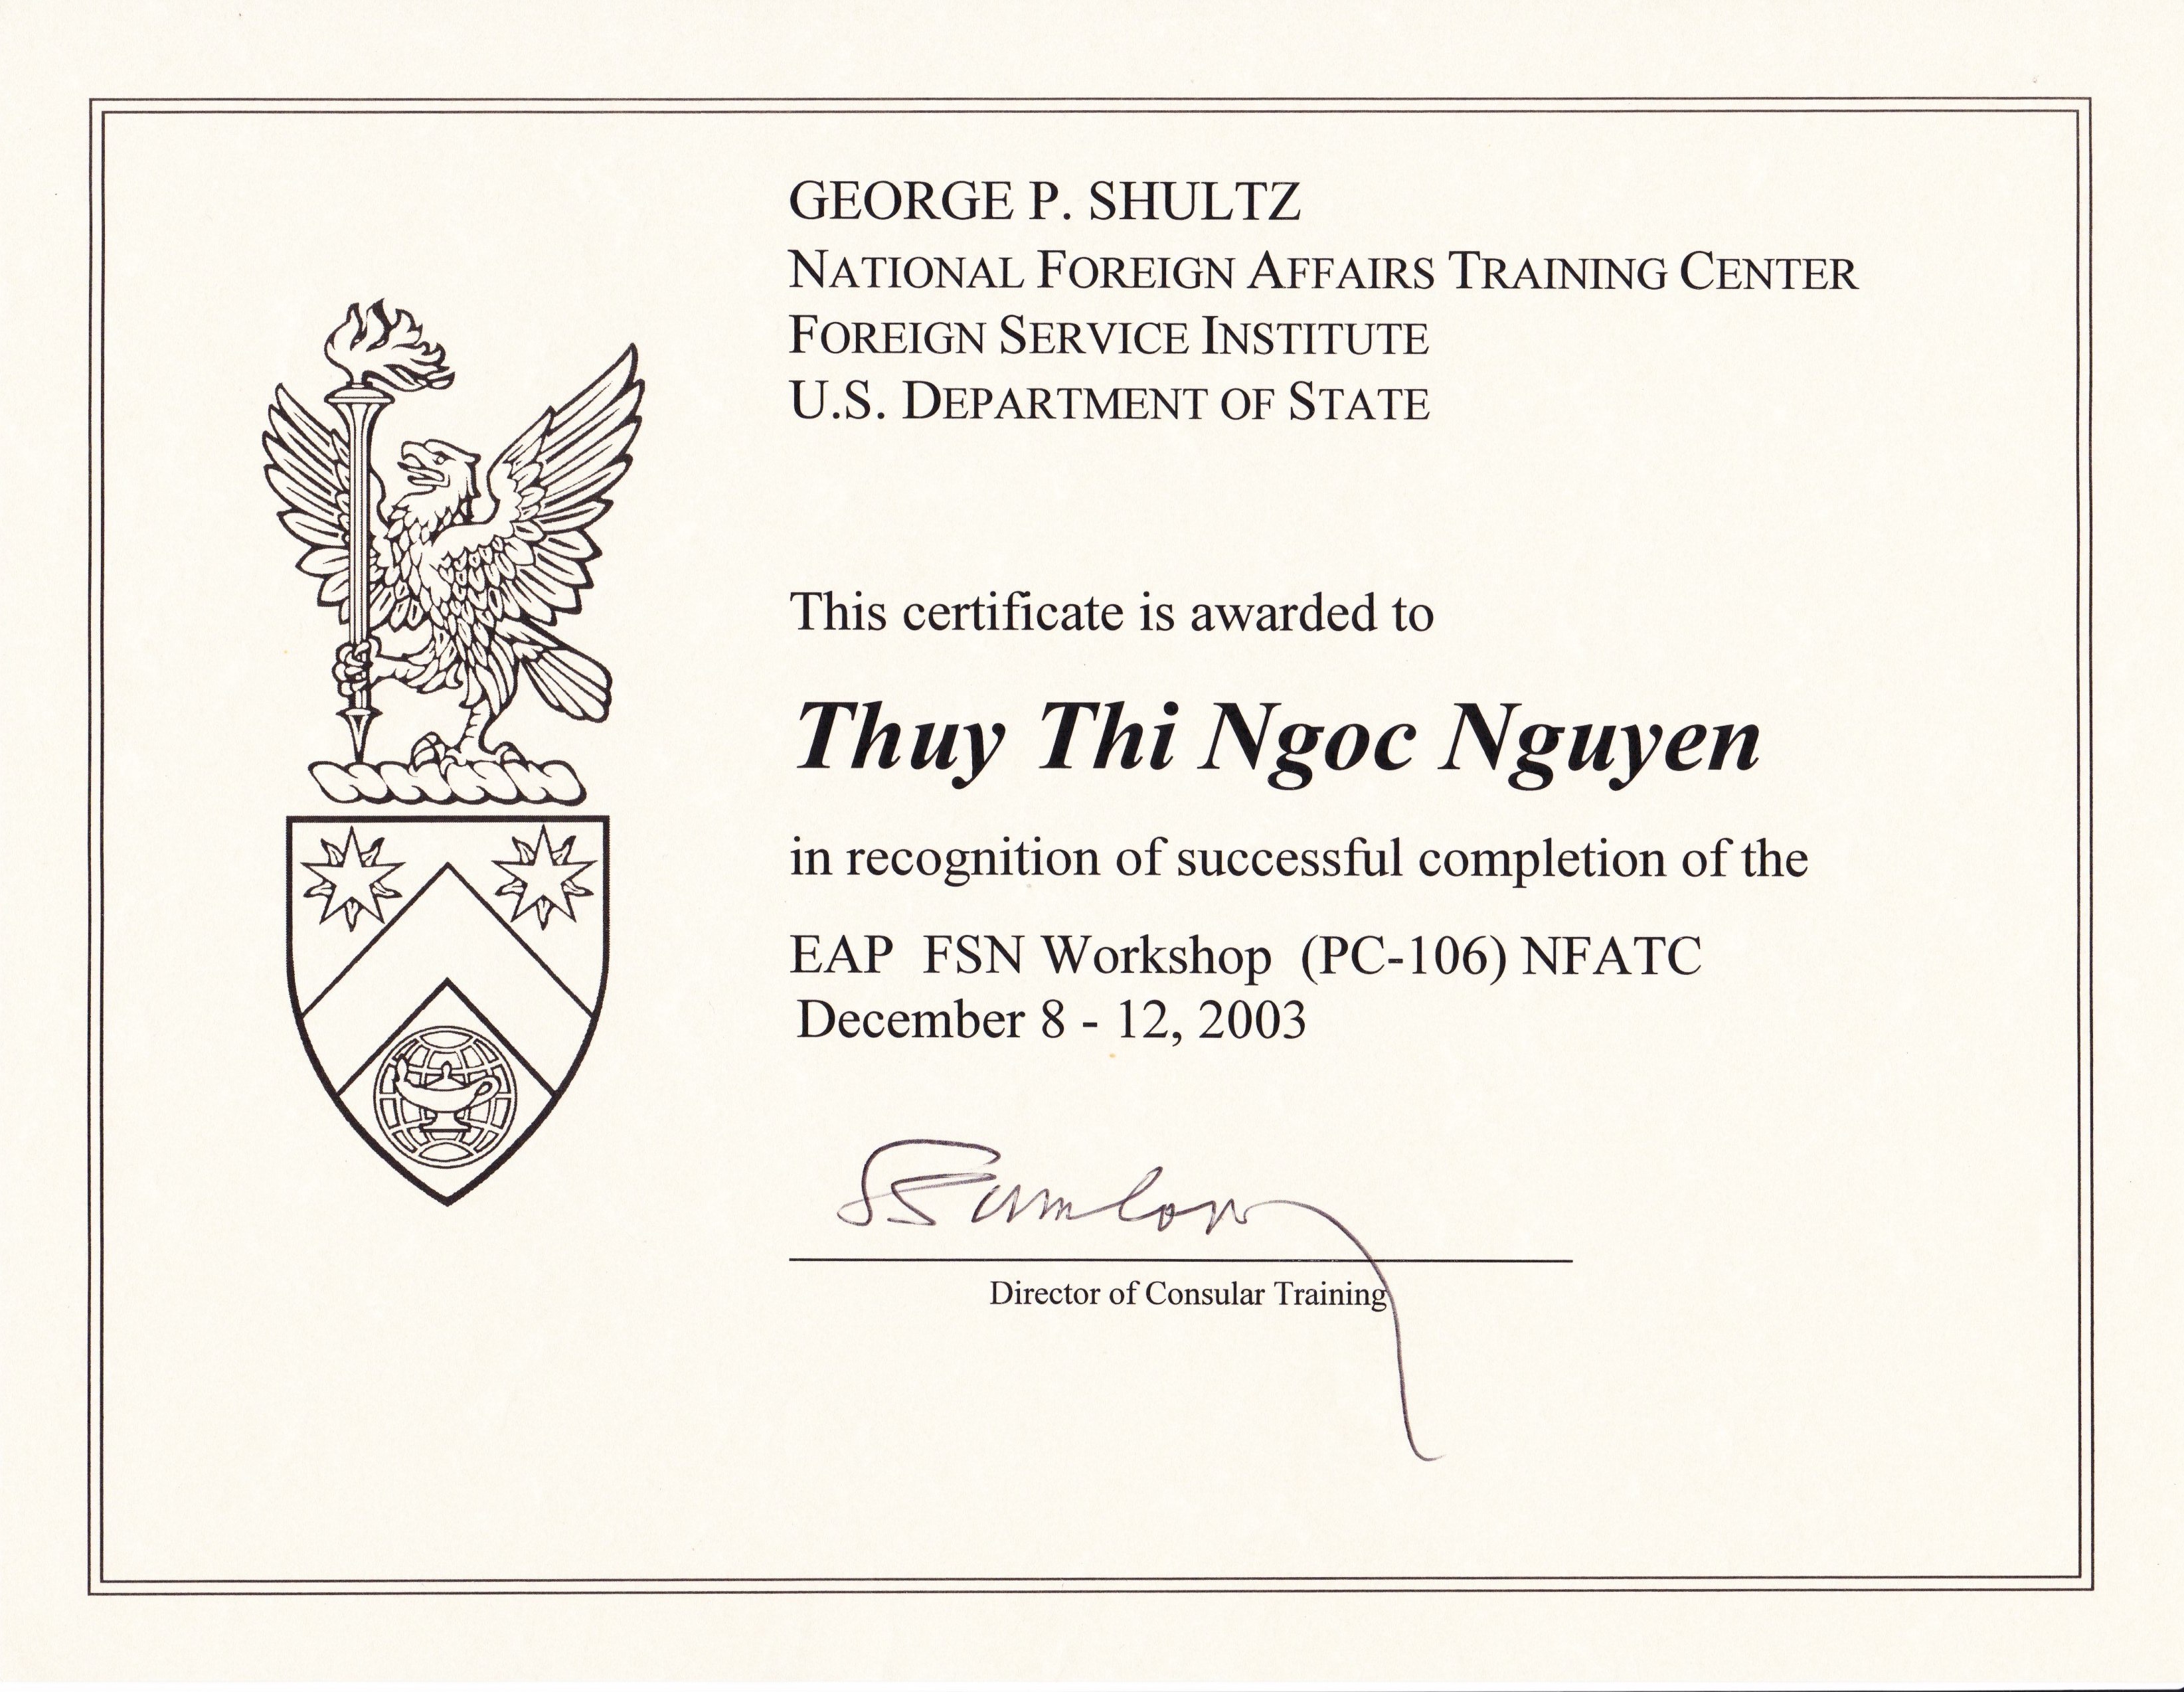 GEORGE P. SHULTZ
NATIONAL FOREIGN AFFAIRS TRAINING CENTER
FOREIGN SERVICE INSTITUTE
U.S. DEPARTMENT OF STATE
This certificate is awarded to
Thuy Thi Ngoc Nguyen
in recognition of successful completion of the
EAP FSN Workshop (PC-106) NFATC
December 8 - 12, 2003
Director of Consular Training